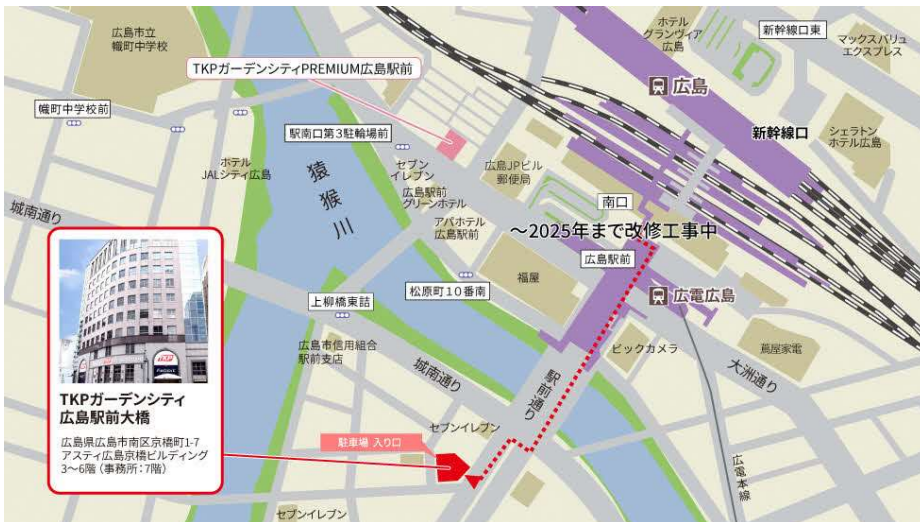 広島市立
幟町中学校
ホテル
グランヴィア
広島
新幹線口東
マックスバリュ
エクスプレス
TKPガーデンシティPREMIUM広島駅前
広島
幟町中学校前
駅南口第3駐輪場前
新幹線口
シェラトン
ホテル広島
ホテル
JALシティ広島
猿猴川
セブン
イレブン
広島JPビル
郵便局
広島駅前
グリーンホテル
南口
城南通り
アパホテル
広島駅前
～2025年まで改修工事中
広島駅前
福屋
松原町10番南
広電広島
上柳橋東詰
広島市信用組合
駅前支店
ビックカメラ
蔦屋家電
城南通り
駅前通り
大洲通り
TKP
TKPガーデンシティ
広島駅前大橋
広島県広島市南区京橋町1-7
アスティ広島京橋ビルディング
3～6階（事務所：7階）
セブンイレブン
駐車場 入り口
広電本線
セブンイレブン